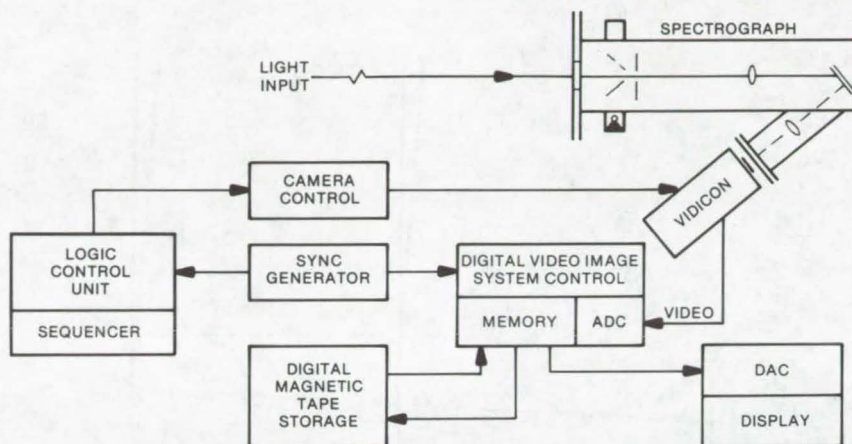 SPECTROGRAPH
LIGHT
INPUT
CAMERA
CONTROL
VIDICON
LOGIC
CONTROL
UNIT
SEQUENCER
SYNC
GENERATOR
DIGITAL VIDEO IMAGE
SYSTEM CONTROL
MEMORY
ADC
VIDEO
DIGITAL
MAGNETIC
TAPE
STORAGE
DAC
DISPLAY